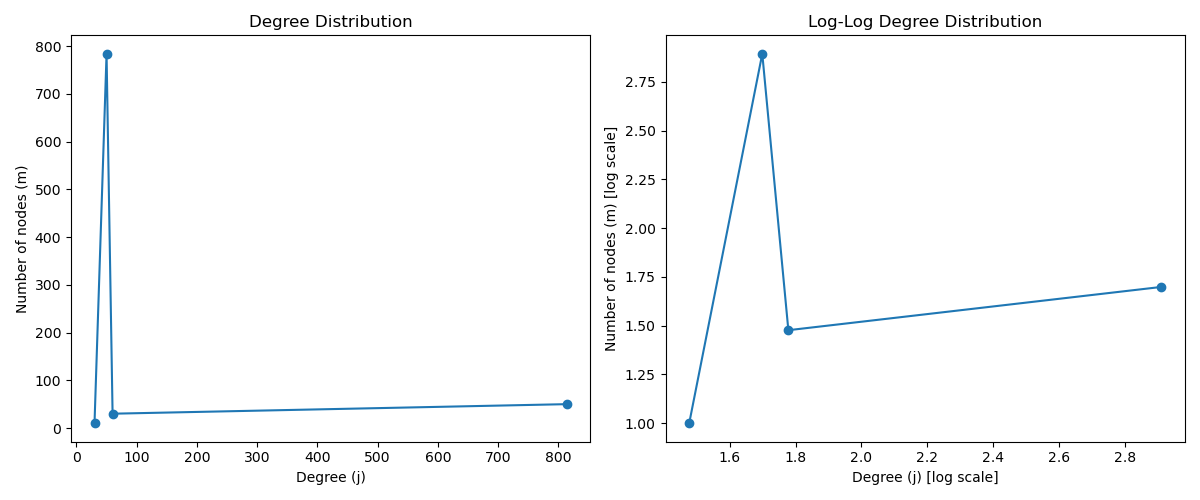 Degree Distribution
Number of nodes (m)
800
700
600
500
400
300
200
100
0
0 100 200 300 400 500 600 700 800
Degree (j)
Log-Log Degree Distribution
Number of nodes (m) [log scale]
2.75
2.50
2.25
2.00
1.75
1.50
1.25
1.00
1.6 1.8 2.0 2.2 2.4 2.6 2.8
Degree (j) [log scale]